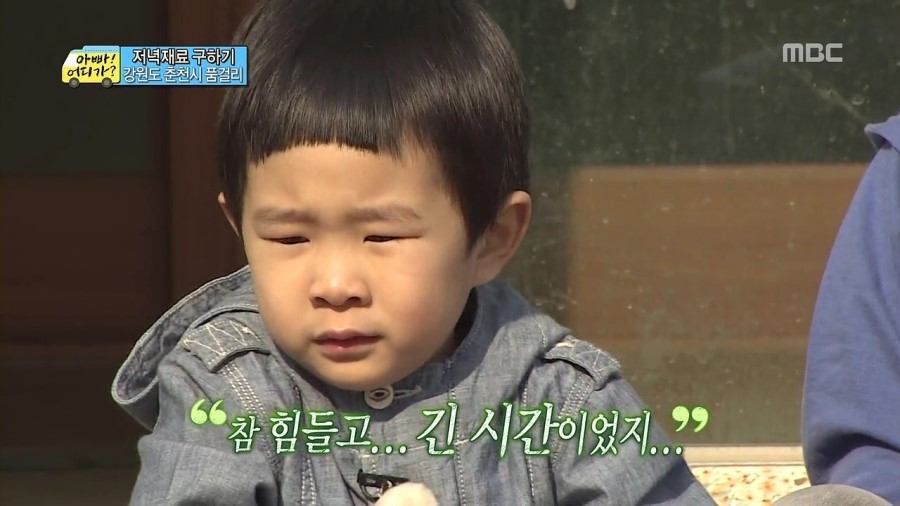 아빠!
어디가?
저녁재료 구하기
강원도 춘천시 품걸리
MBC
“참 힘들고... 긴 시간이었지...”